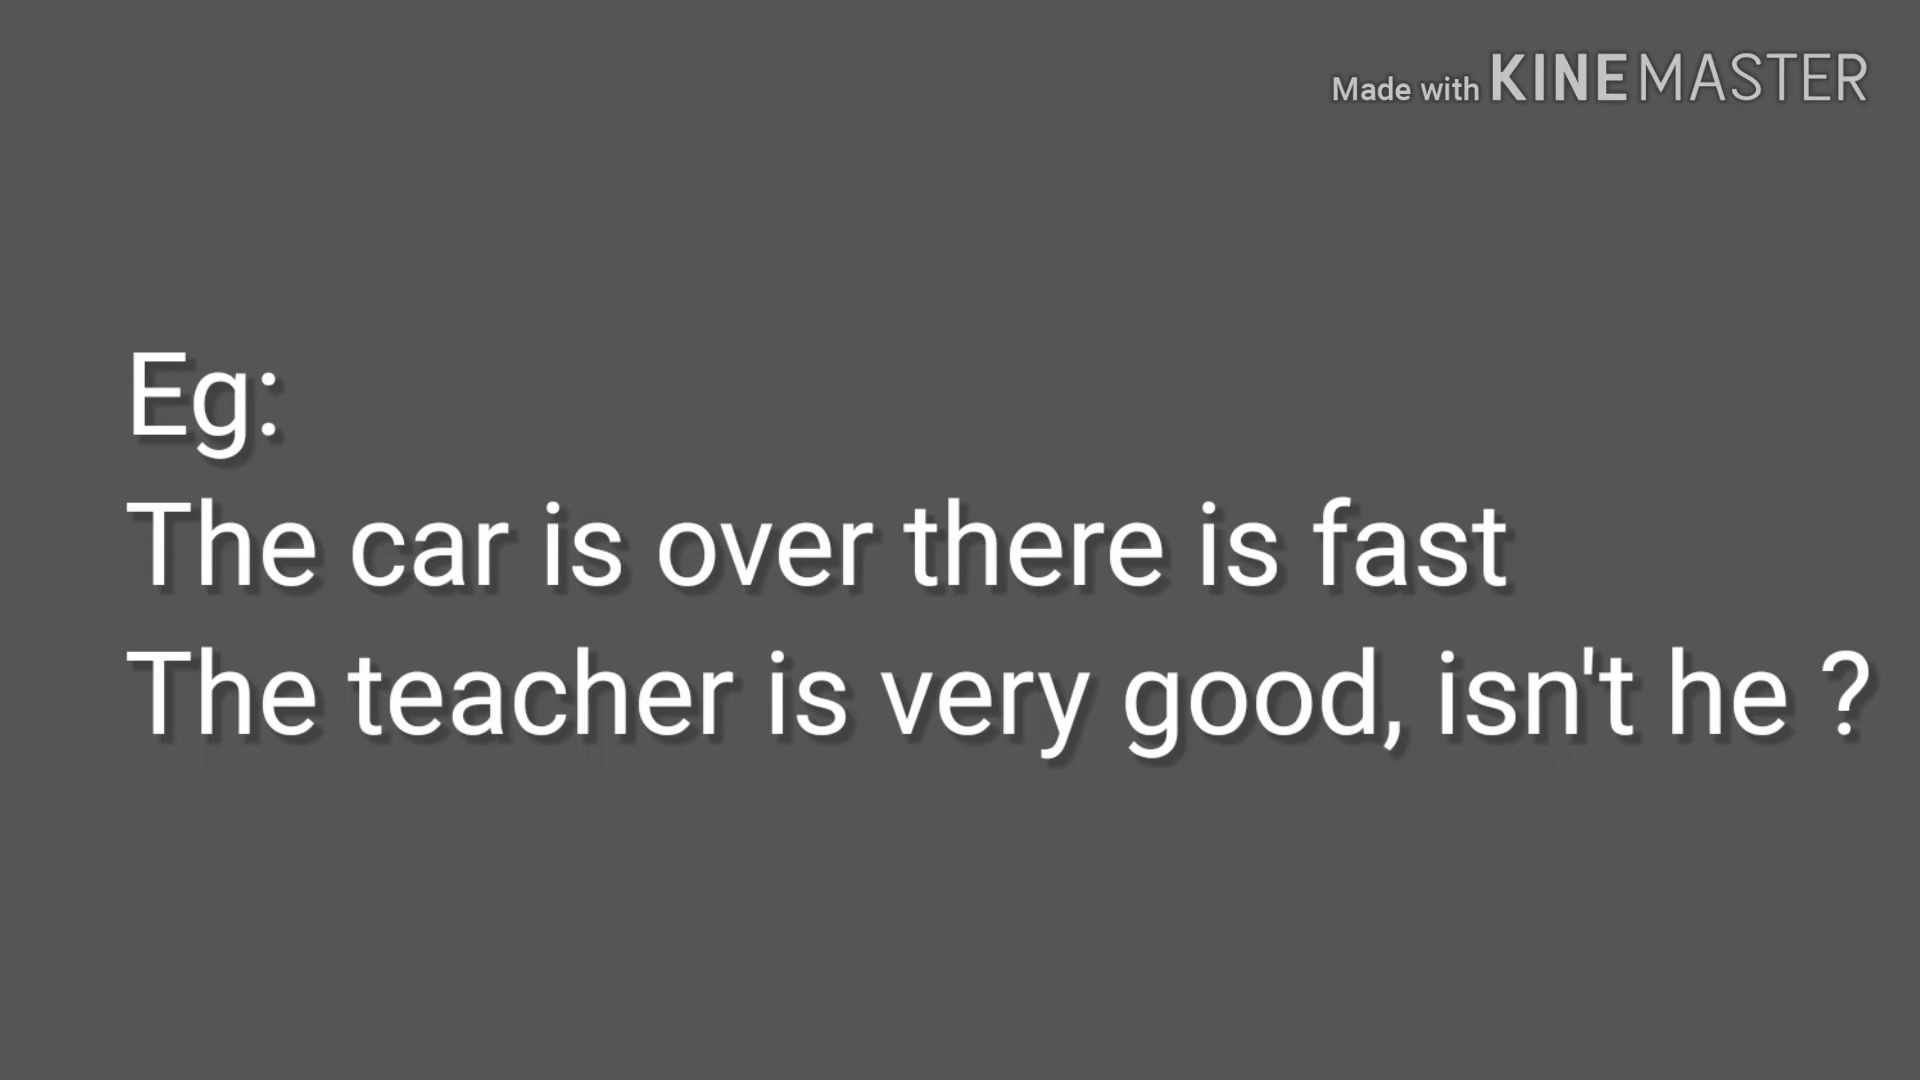 Made with KINEMASTER
Eg:
The car is over there is fast
The teacher is very good, isn't he ?